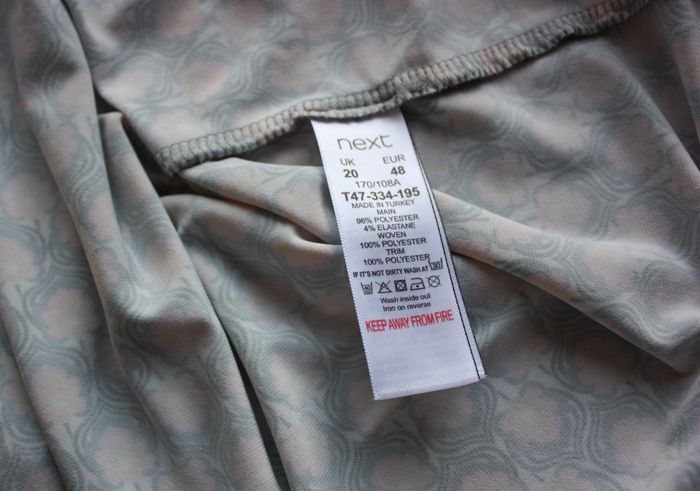 next
UK EUR
20 48
170/108A
T47-334-195
MADE IN TURKEY
MAIN
96% POLYESTER
4% ELASTANE
WOVEN
100% POLYESTER
TRIM
100% POLYESTER
IF IT'S NOT DIRTY WASH AT 30
Wash inside out
Iron on reverse
KEEP AWAY FROM FIRE